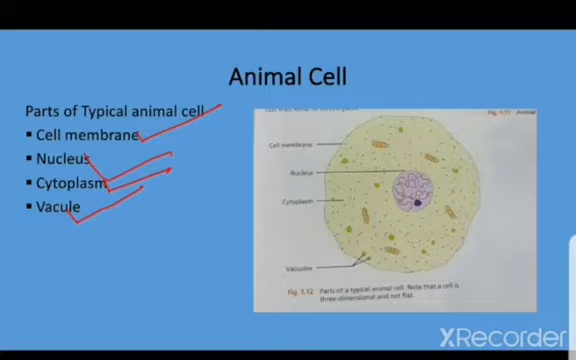 Animal Cell
Parts of Typical animal cell
▪ Cell membrane
▪ Nucleus
▪ Cytoplasm
▪ Vacule
Fig. 1.11 Animal
Cell membrane
Nucleus
Cytoplasm
Vacuoles
Fig. 1.12 Parts of a typical animal cell. Note that a cell is
three-dimensional and not flat.
XRecorder